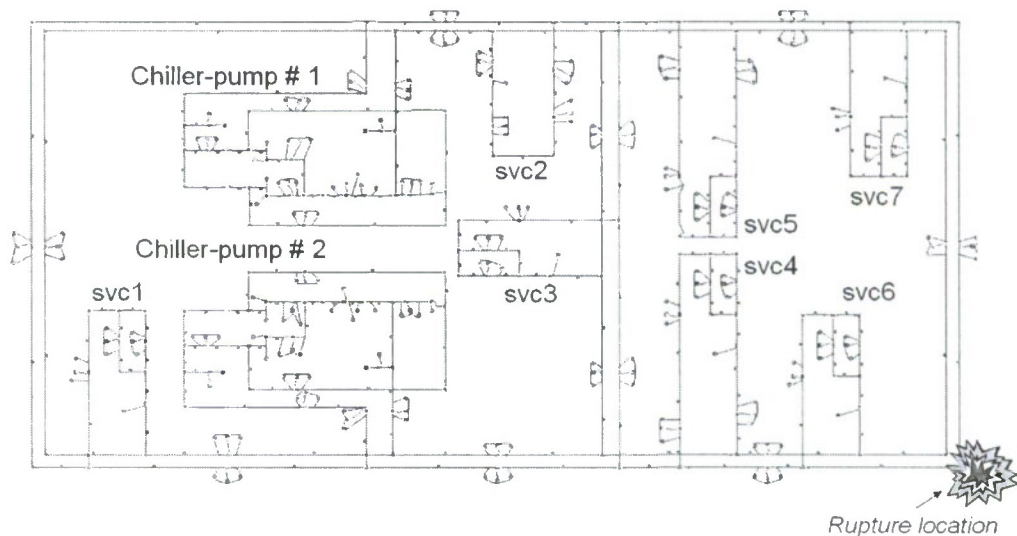 Chiller-pump # 1
svc2
svc7
svc5
Chiller-pump # 2
svc4
svc1
svc3
svc6
Rupture location